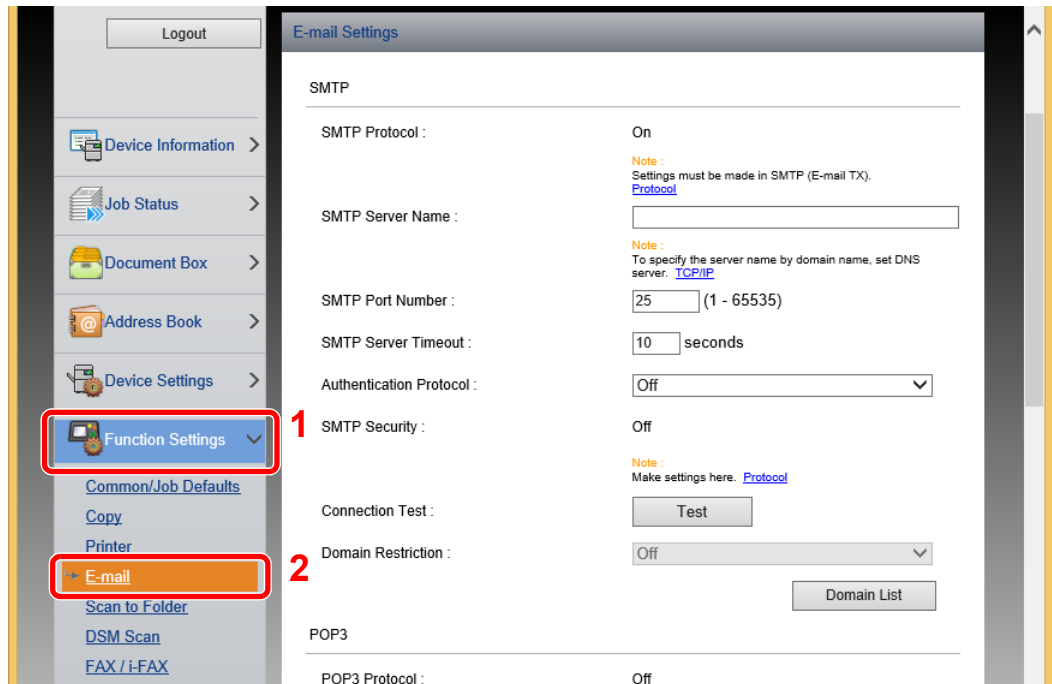 Logout
Device Information
Job Status
Document Box
Address Book
Device Settings
Function Settings
1
Common/Job Defaults
Copy
Printer
E-mail
2
Scan to Folder
DSM Scan
FAX / i-FAX
E-mail Settings
SMTP
SMTP Protocol :
On
Note :
Settings must be made in SMTP (E-mail TX).
Protocol
SMTP Server Name :
Note :
To specify the server name by domain name, set DNS
server. TCP/IP
SMTP Port Number :
25 (1 - 65535)
SMTP Server Timeout :
10 seconds
Authentication Protocol :
Off
SMTP Security :
Off
Note :
Make settings here. Protocol
Connection Test :
Test
Domain Restriction :
Off
Domain List
POP3
POP3 Protocol :
Off